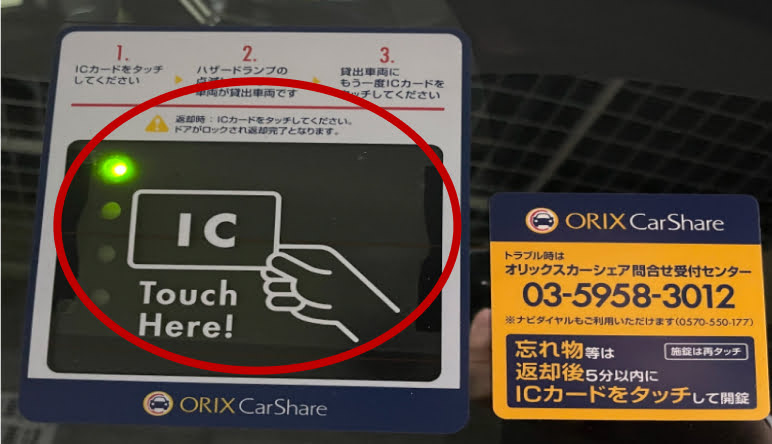 1.
ICカードをタッチ
してください
2.
ハザードランプの
車両が貸出車両です
3.
貸出車両に
もう一度ICカードを
タッチしてください
返却時:ICカードをタッチしてください。
ドアがロックされ返却完了となります。
IC
Touch
Here!
ORIX CarShare
ORIX CarShare
トラブル時は
オリックスカーシェア問合せ受付センター
03-5958-3012
※ナビダイヤルもご利用いただけます(0570-550-177)
忘れ物等は
施錠は再タッチ
返却後5分以内に
ICカードをタッチして開錠